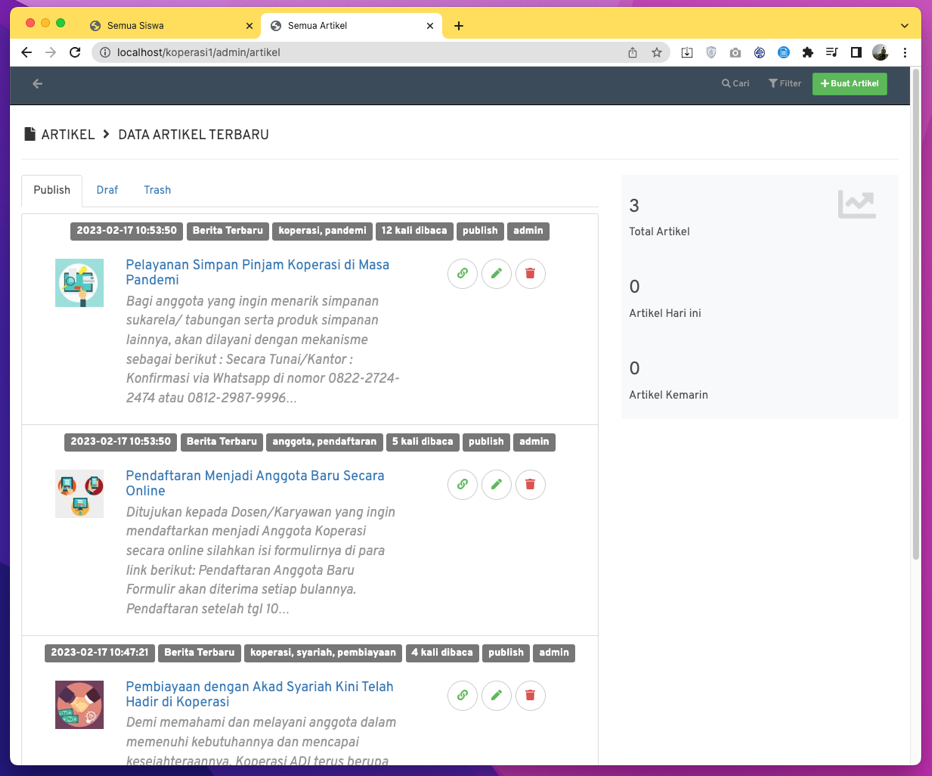 Semua Siswa
Semua Artikel
localhost/koperasi1/admin/artikel
Cari
Filter
Buat Artikel
ARTIKEL
DATA ARTIKEL TERBARU
Publish
Draf
Trash
2023-02-17 10:53:50 Berita Terbaru koperasi, pandemi 12 kali dibaca publish admin
Pelayanan Simpan Pinjam Koperasi di Masa
Pandemi
Bagi anggota yang ingin menarik simpanan
sukarela/ tabungan serta produk simpanan
lainnya, akan dilayani dengan mekanisme
sebagai berikut : Secara Tunai/Kantor :
Konfirmasi via Whatsapp di nomor 0822-2724-
2474 atau 0812-2987-9996...
2023-02-17 10:53:50 Berita Terbaru anggota, pendaftaran 5 kali dibaca publish admin
Pendaftaran Menjadi Anggota Baru Secara
Online
Ditujukan kepada Dosen/Karyawan yang ingin
mendaftarkan menjadi Anggota Koperasi
secara online silahkan isi formulirnya di para
link berikut: Pendaftaran Anggota Baru
Formulir akan diterima setiap bulannya.
Pendaftaran setelah tgl 10...
2023-02-17 10:47:21 Berita Terbaru koperasi, syariah, pembiayaan 4 kali dibaca publish admin
Pembiayaan dengan Akad Syariah Kini Telah
Hadir di Koperasi
Demi memahami dan melayani anggota dalam
memenuhi kebutuhannya dan mencapai
kesejahteraannya. Koperasi ADI terus berupa
3
Total Artikel
0
Artikel Hari ini
0
Artikel Kemarin